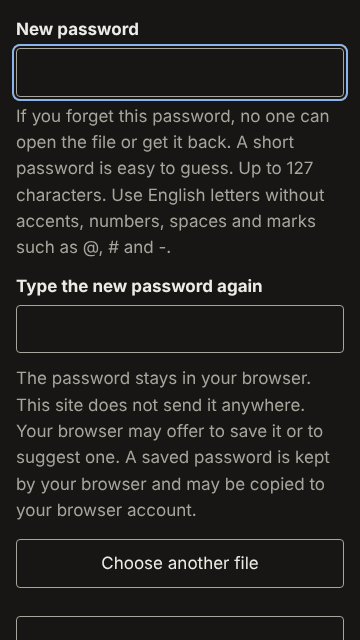 New password
If you forget this password, no one can
open the file or get it back. A short
password is easy to guess. Up to 127
characters. Use English letters without
accents, numbers, spaces and marks
such as @, # and -.
Type the new password again
The password stays in your browser.
This site does not send it anywhere.
Your browser may offer to save it or to
suggest one. A saved password is kept
by your browser and may be copied to
your browser account.
Choose another file